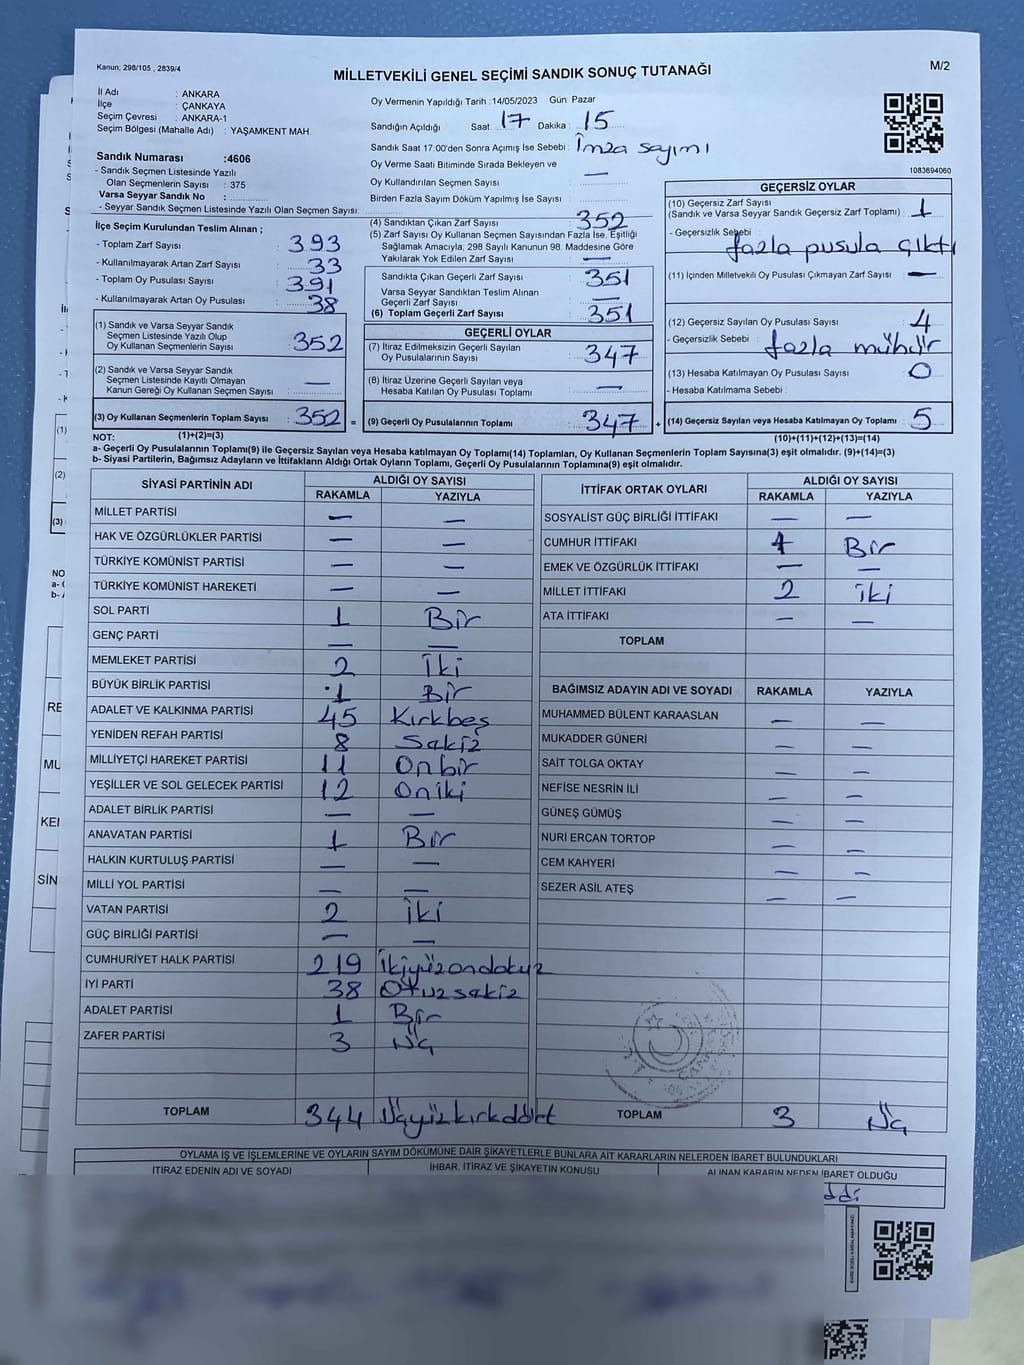 Kanun; 298/105 , 2839/4
MİLLETVEKİLİ GENEL SEÇİMİ SANDIK SONUÇ TUTANAĞI
M/2
İl Adı : ANKARA
İlçe : ÇANKAYA
Seçim Çevresi : ANKARA-1
Seçim Bölgesi (Mahalle Adı) : YAŞAMKENT MAH.
Sandık Numarası :4606
- Sandık Seçmen Listesinde Yazılı
Olan Seçmenlerin Sayısı : 375
Varsa Seyyar Sandık No :
- Seyyar Sandık Seçmen Listesinde Yazılı Olan Seçmen Sayısı:
Oy Vermenin Yapıldığı Tarih :14/05/2023 Gün: Pazar
Sandığın Açıldığı Saat: 17 Dakika : 15
Sandık Saat 17:00'den Sonra Açımış İse Sebebi : İmza sayımı
Oy Verme Saati Bitiminde Sırada Bekleyen ve
Oy Kullandırılan Seçmen Sayısı : —
Birden Fazla Sayım Döküm Yapılmış İse Sayısı :
1083694060
İlçe Seçim Kurulundan Teslim Alınan ;
- Toplam Zarf Sayısı : 393
- Kullanılmayarak Artan Zarf Sayısı : 33
- Toplam Oy Pusulası Sayısı : 391
- Kullanılmayarak Artan Oy Pusulası : 38
(1) Sandık ve Varsa Seyyar Sandık
Seçmen Listesinde Yazılı Olup
Oy Kullanan Seçmenlerin Sayısı : 352
(2) Sandık ve Varsa Seyyar Sandık
Seçmen Listesinde Kayıtlı Olmayan
Kanun Gereği Oy Kullanan Seçmen Sayısı : —
(3) Oy Kullanan Seçmenlerin Toplam Sayısı : 352 =
(1)+(2)=(3)
(4) Sandıktan Çıkan Zarf Sayısı : 352
(5) Zarf Sayısı Oy Kullanan Seçmen Sayısından Fazla İse, Eşitliği
Sağlamak Amacıyla; 298 Sayılı Kanunun 98. Maddesine Göre
Yakılarak Yok Edilen Zarf Sayısı : —
Sandıkta Çıkan Geçerli Zarf Sayısı : 351
Varsa Seyyar Sandıktan Teslim Alınan
Geçerli Zarf Sayısı : —
(6) Toplam Geçerli Zarf Sayısı : 351
GEÇERLİ OYLAR
(7) İtiraz Edilmeksizin Geçerli Sayılan
Oy Pusulalarının Sayısı : 347
(8) İtiraz Üzerine Geçerli Sayılan veya
Hesaba Katılan Oy Pusulası Toplamı : —
(9) Geçerli Oy Pusulalarının Toplamı : 347 +
GEÇERSİZ OYLAR
(10) Geçersiz Zarf Sayısı
(Sandık ve Varsa Seyyar Sandık Geçersiz Zarf Toplamı) : 1
- Geçersizlik Sebebi : fazla pusula çıktı
(11) İçinden Milletvekili Oy Pusulası Çıkmayan Zarf Sayısı : —
(12) Geçersiz Sayılan Oy Pusulası Sayısı : 4
- Geçersizlik Sebebi : fazla mühür
(13) Hesaba Katılmayan Oy Pusulası Sayısı : 0
- Hesaba Katılmama Sebebi :
(14) Geçersiz Sayılan veya Hesaba Katılmayan Oy Toplamı : 5
(10)+(11)+(12)+(13)=(14)
NOT:
a- Geçerli Oy Pusulalarının Toplamı(9) ile Geçersiz Sayılan veya Hesaba Katılmayan Oy Toplamı(14) Toplamları, Oy Kullanan Seçmenlerin Toplam Sayısına(3) eşit olmalıdır. (9)+(14)=(3)
b- Siyasi Partilerin, Bağımsız Adayların ve İttifakların Aldığı Ortak Oyların Toplamı, Geçerli Oy Pusulalarının Toplamına(9) eşit olmalıdır.
SİYASİ PARTİNİN ADI ALDIĞI OY SAYISI
RAKAMLA YAZIYLA
MİLLET PARTİSİ — —
HAK VE ÖZGÜRLÜKLER PARTİSİ — —
TÜRKİYE KOMÜNİST PARTİSİ — —
TÜRKİYE KOMÜNİST HAREKETİ — —
SOL PARTİ 1 Bir
GENÇ PARTİ — —
MEMLEKET PARTİSİ 2 İki
BÜYÜK BİRLİK PARTİSİ 1 Bir
ADALET VE KALKINMA PARTİSİ 45 Kırkbeş
YENİDEN REFAH PARTİSİ 8 Sakiz
MİLLİYETÇİ HAREKET PARTİSİ 11 Onbir
YEŞİLLER VE SOL GELECEK PARTİSİ 12 Oniki
ADALET BİRLİK PARTİSİ — —
ANAVATAN PARTİSİ 1 Bir
HALKIN KURTULUŞ PARTİSİ — —
MİLLİ YOL PARTİSİ — —
VATAN PARTİSİ 2 İki
GÜÇ BİRLİĞİ PARTİSİ — —
CUMHURİYET HALK PARTİSİ 219 İkiyüzondokuz
İYİ PARTİ 38 Otuzsakiz
ADALET PARTİSİ 1 Bir
ZAFER PARTİSİ 3 Üç
TOPLAM 344 Üçyüzkırkdört
İTTİFAK ORTAK OYLARI ALDIĞI OY SAYISI
RAKAMLA YAZIYLA
SOSYALİST GÜÇ BİRLİĞİ İTTİFAKI — —
CUMHUR İTTİFAKI 1 Bir
EMEK VE ÖZGÜRLÜK İTTİFAKI — —
MİLLET İTTİFAKI 2 iki
ATA İTTİFAKI — —
TOPLAM
BAĞIMSIZ ADAYIN ADI VE SOYADI RAKAMLA YAZIYLA
MUHAMMED BÜLENT KARAASLAN — —
MUKADDER GÜNERİ — —
SAİT TOLGA OKTAY — —
NEFİSE NESRİN İLİ — —
GÜNEŞ GÜMÜŞ — —
NURİ ERCAN TORTOP — —
CEM KAHYERİ — —
SEZER ASİL ATEŞ — —
TOPLAM 3 Üç
OYLAMA İŞ VE İŞLEMLERİNE VE OYLARIN SAYIM DÖKÜMÜNE DAİR ŞİKAYETLERLE BUNLARA AİT KARARLARIN NELERDEN İBARET BULUNDUKLARI
İTİRAZ EDENİN ADI VE SOYADI İHBAR, İTİRAZ VE ŞİKAYETİN KONUSU ALINAN KARARIN NEDEN İBARET OLDUĞU